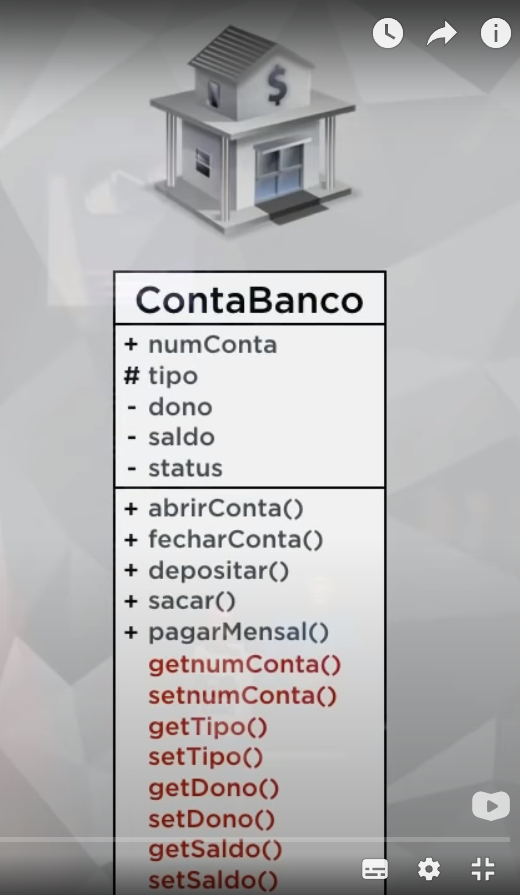 $
ContaBanco
+ numConta
# tipo
- dono
- saldo
- status
+ abrirConta()
+ fecharConta()
+ depositar()
+ sacar()
+ pagarMensal()
getnumConta()
setnumConta()
getTipo()
setTipo()
getDono()
setDono()
getSaldo()
setSaldo()